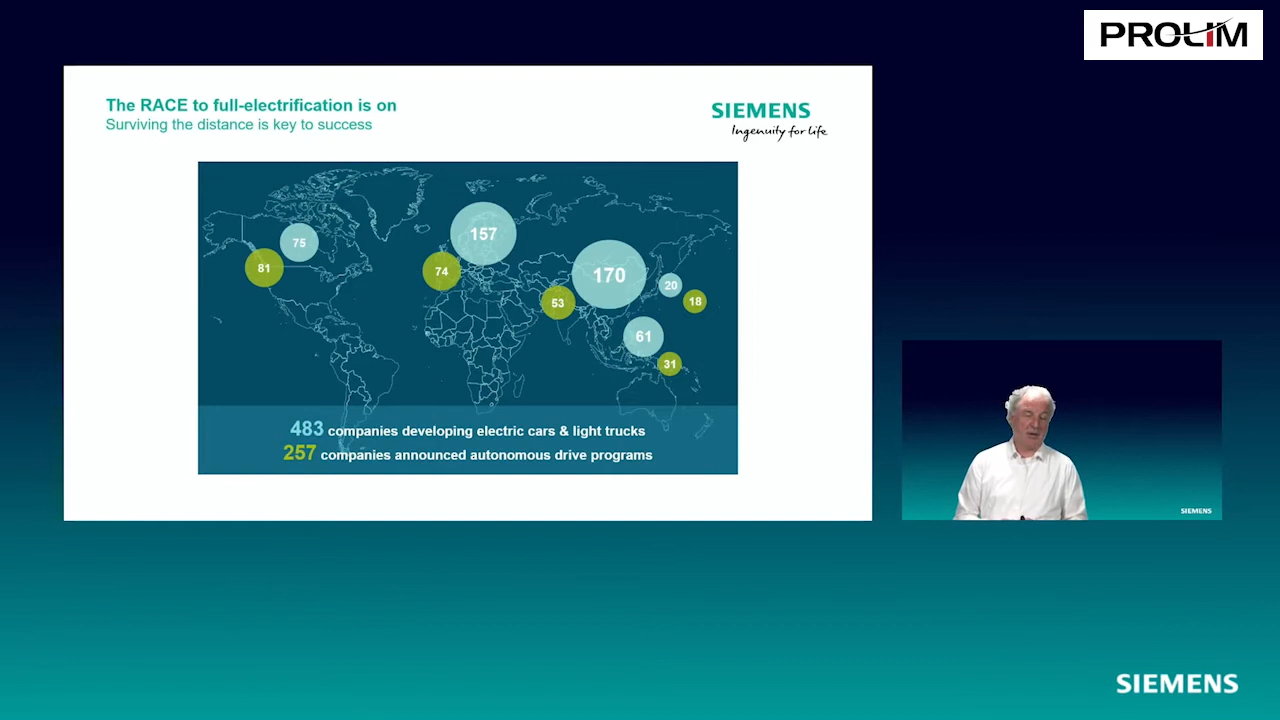 PROLIM
The RACE to full-electrification is on
Surviving the distance is key to success
SIEMENS
Ingenuity for life
157
75
170
81
74
20
53
18
61
31
483 companies developing electric cars & light trucks
257 companies announced autonomous drive programs
SIEMENS
SIEMENS